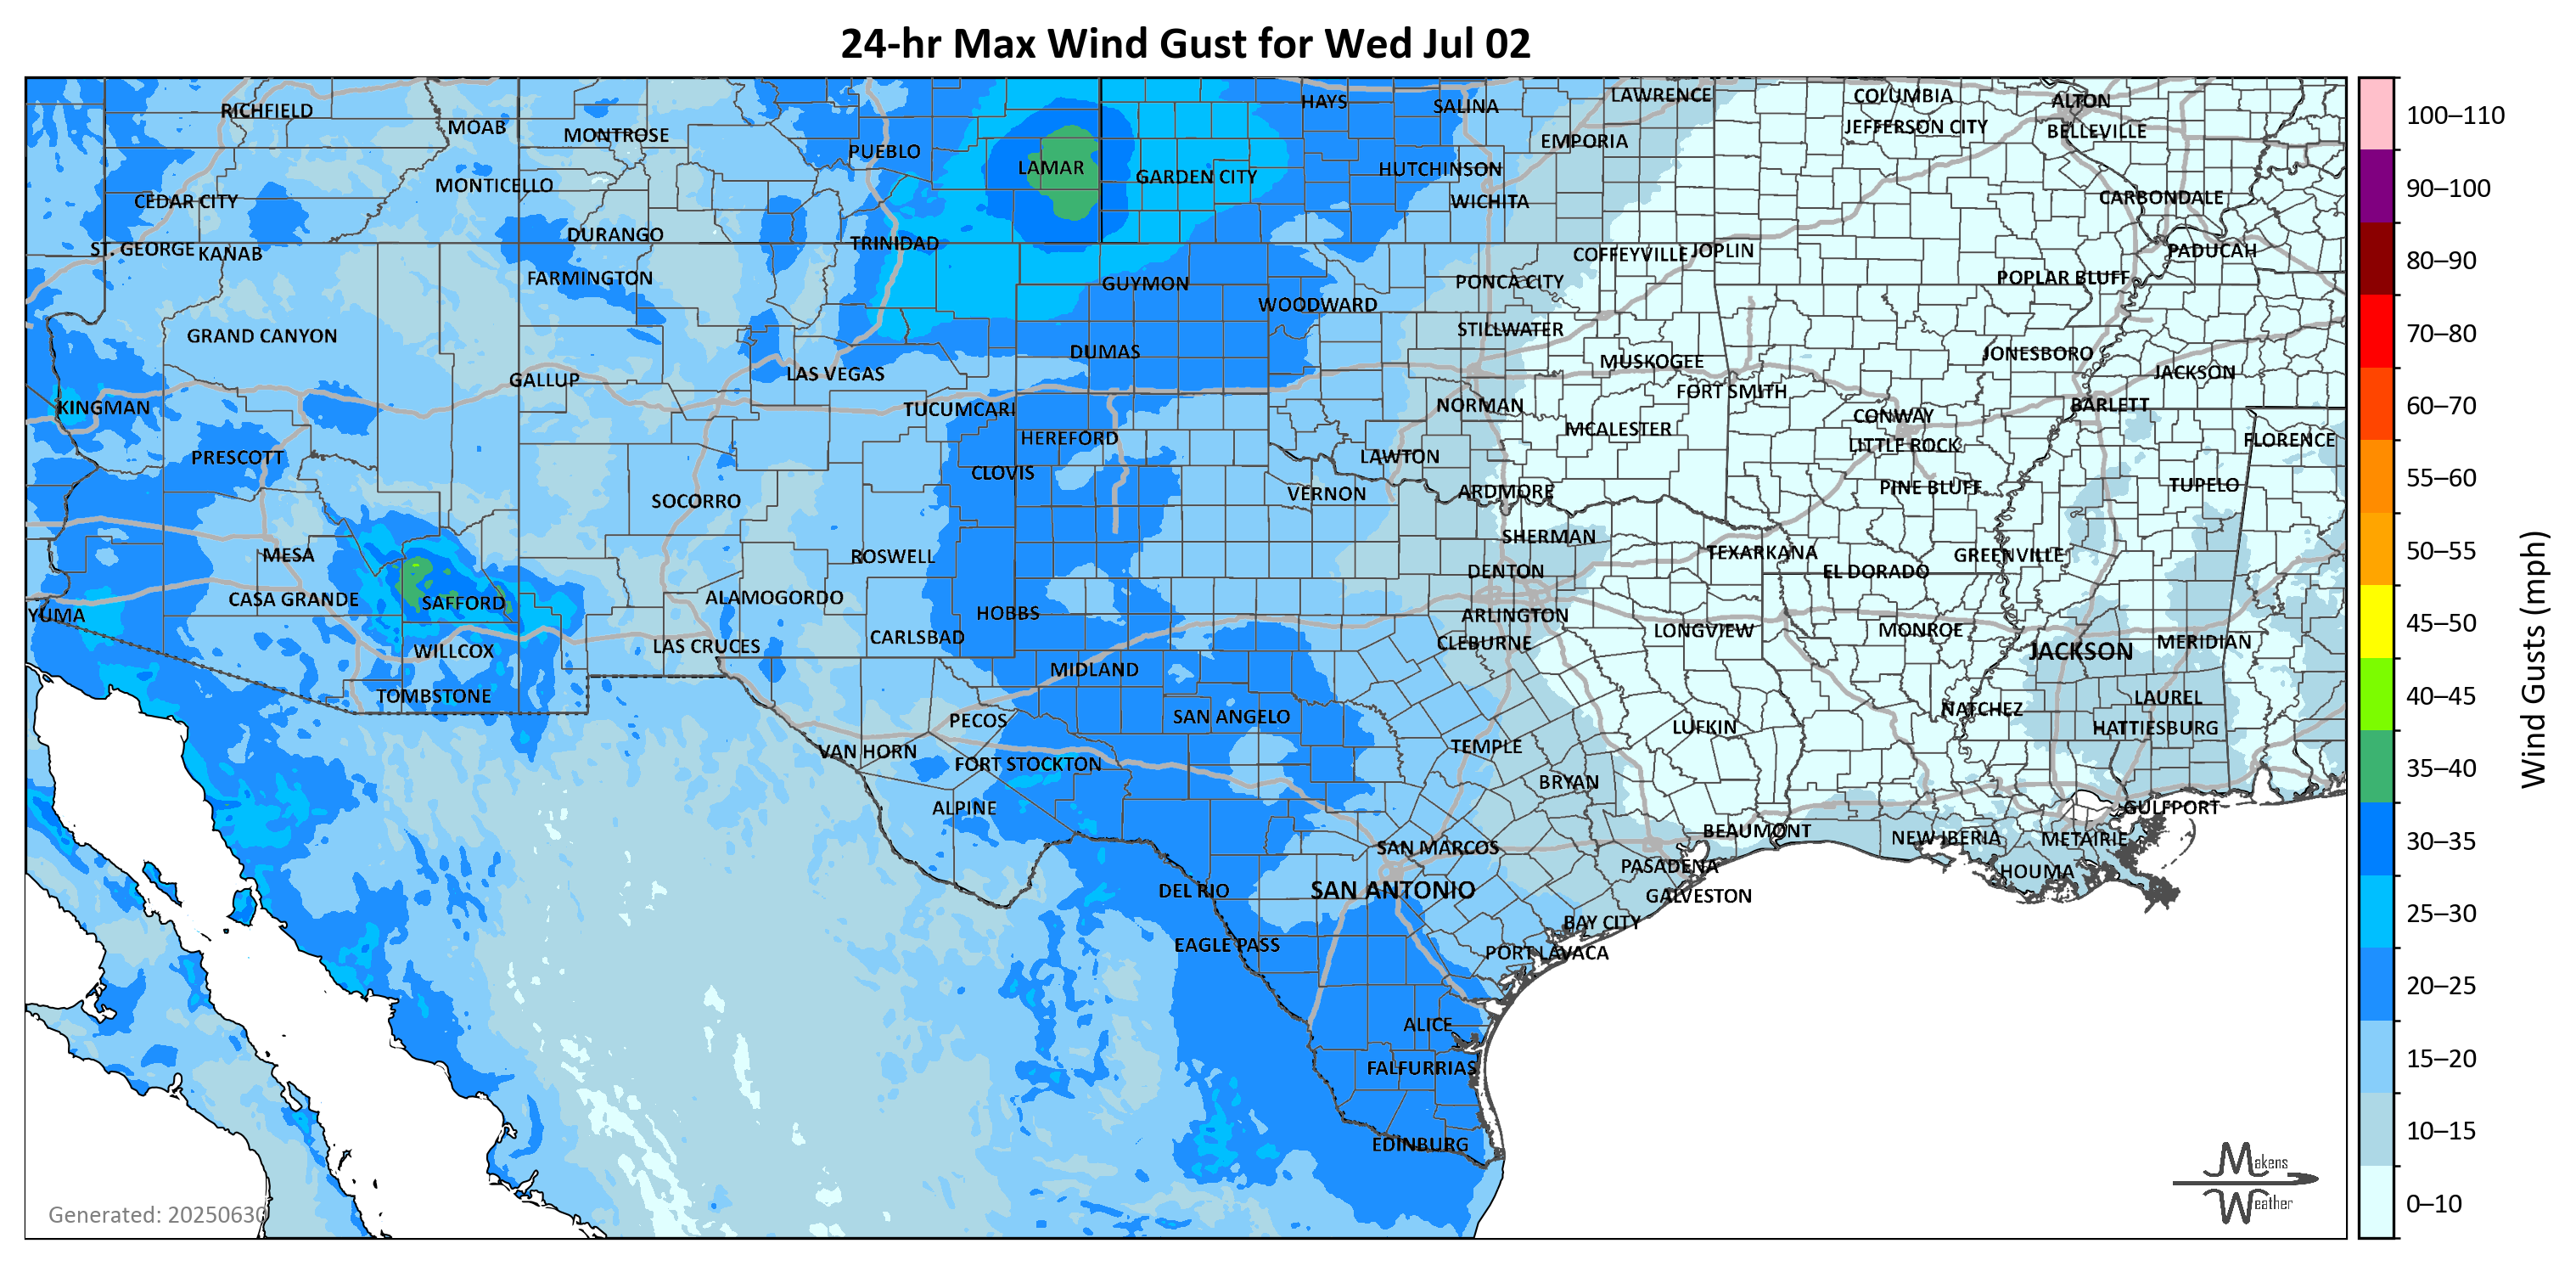 24-hr Max Wind Gust for Wed Jul 02
RICHFIELD
MOAB
MONTROSE
PUEBLO
LAMAR
GARDEN CITY
HAYS
SALINA
LAWRENCE
EMPORIA
HUTCHINSON
WICHITA
COLUMBIA
JEFFERSON CITY
ALTON
BELLEVILLE
CARBONDALE
MONTICELLO
CEDAR CITY
ST. GEORGE
KANAB
DURANGO
TRINIDAD
FARMINGTON
GUYMON
WOODWARD
PONCA CITY
COFFEYVILLE
JOPLIN
POPLAR BLUFF
PADUCAH
GRAND CANYON
STILLWATER
DUMAS
MUSKOGEE
JONESBORO
JACKSON
GALLUP
LAS VEGAS
FORT SMITH
KINGMAN
TUCUMCARI
NORMAN
CONWAY
BARLETT
HEREFORD
MCALESTER
LITTLE ROCK
FLORENCE
PRESCOTT
CLOVIS
LAWTON
SOCORRO
VERNON
ARDMORE
PINE BLUFF
TUPELO
MESA
ROSWELL
SHERMAN
TEXARKANA
GREENVILLE
DENTON
EL DORADO
CASA GRANDE
SAFFORD
ALAMOGORDO
HOBBS
ARLINGTON
YUMA
CARLSBAD
CLEBURNE
LONGVIEW
MONROE
WILLCOX
LAS CRUCES
JACKSON
MERIDIAN
MIDLAND
TOMBSTONE
LAUREL
PECOS
SAN ANGELO
NATCHEZ
HATTIESBURG
LUFKIN
VAN HORN
FORT STOCKTON
TEMPLE
BRYAN
ALPINE
GULFPORT
BEAUMONT
NEW IBERIA
METAIRIE
SAN MARCOS
PASADENA
HOUMA
DEL RIO
SAN ANTONIO
GALVESTON
BAY CITY
EAGLE PASS
PORT LAVACA
ALICE
FALFURRIAS
EDINBURG
Generated: 20250630
Makens
Weather
100–110
90–100
80–90
70–80
60–70
55–60
50–55
45–50
40–45
35–40
30–35
25–30
20–25
15–20
10–15
0–10
Wind Gusts (mph)